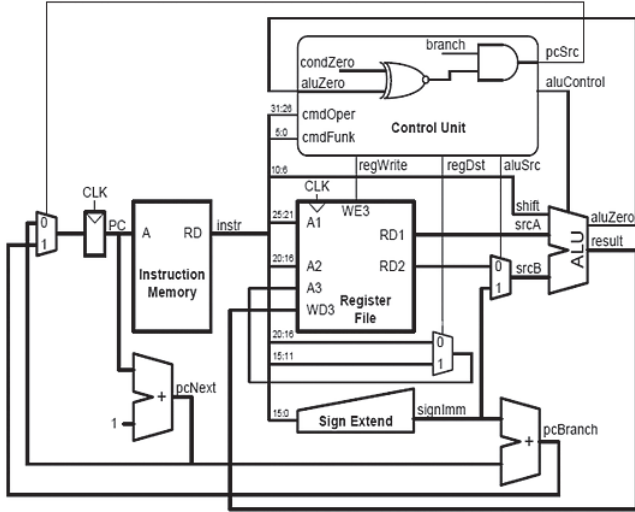 branch
pcSrc
condZero
aluZero
aluControl
31:26
cmdOper
5:0
cmdFunk
Control Unit
10:6
regWrite
regDst
aluSrc
CLK
CLK
shift
25:21
A1
WE3
srcA
aluZero
0
PC
A
RD
instr
RD1
ALU
result
1
20:16
A2
RD2
0
srcB
Instruction
Memory
A3
Register
File
1
WD3
20:16
0
15:11
1
pcNext
+
1
15:0
Sign Extend
signImm
pcBranch
+